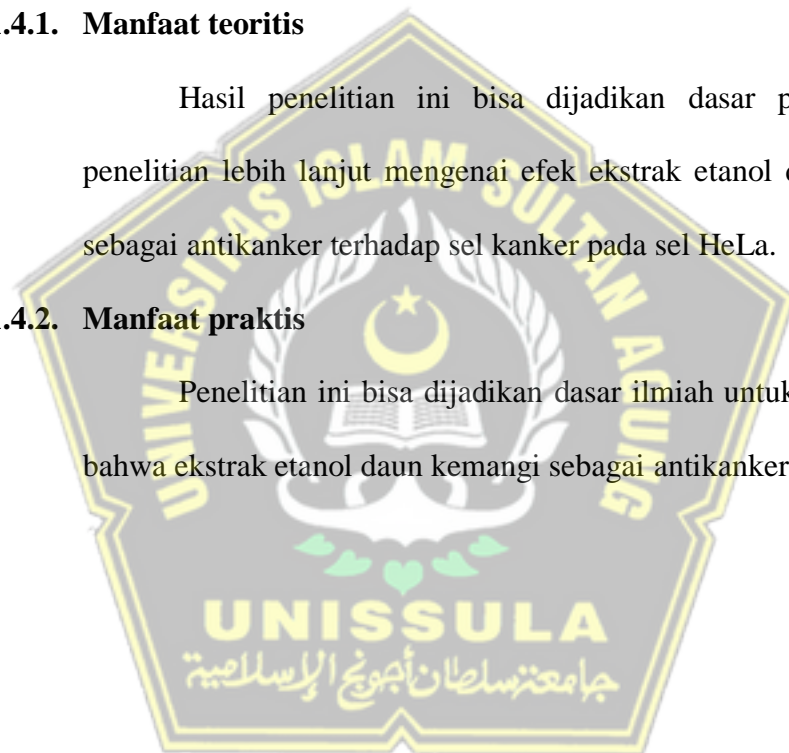 .4.1. Manfaat teoritis
Hasil penelitian ini bisa dijadikan dasar p
penelitian lebih lanjut mengenai efek ekstrak etanol
sebagai antikanker terhadap sel kanker pada sel HeLa.
.4.2. Manfaat praktis
Penelitian ini bisa dijadikan dasar ilmiah untuk
bahwa ekstrak etanol daun kemangi sebagai antikanker
UNIVERSITAS ISLAM SULTAN AGUNG
UNISSULA
جامعة سلطان أجونج الإسلامية